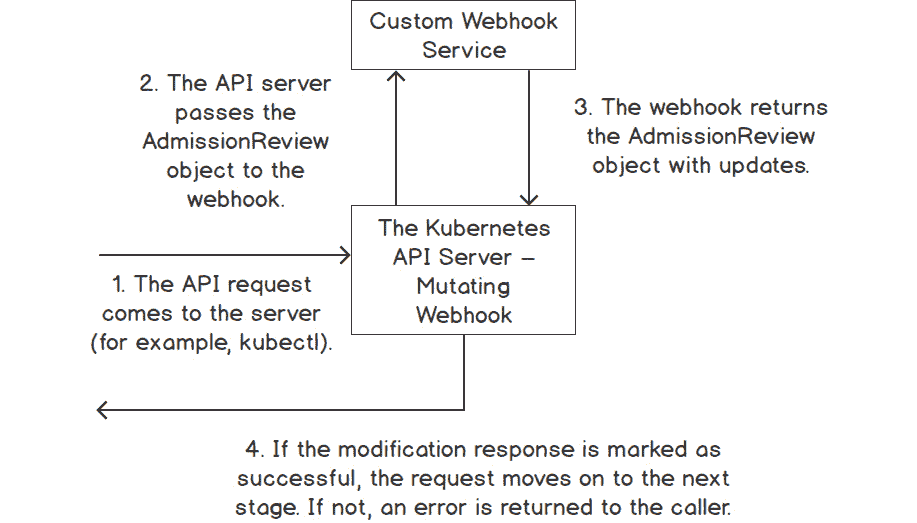 Custom Webhook
Service
2. The API server
passes the
AdmissionReview
object to the
webhook.
3. The webhook returns
the AdmissionReview
object with updates.
The Kubernetes
API Server –
Mutating
Webhook
1. The API request
comes to the server
(for example, kubectl).
4. If the modification response is marked as
successful, the request moves on to the next
stage. If not, an error is returned to the caller.